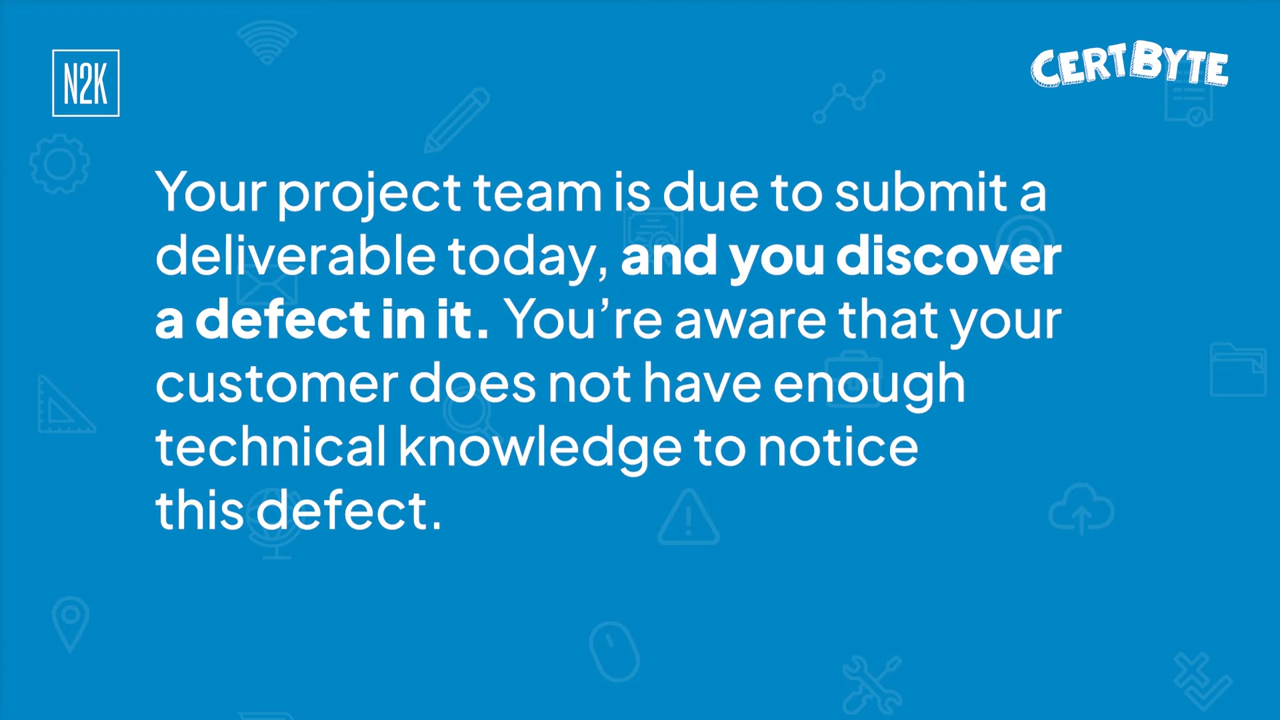 N2K
CERTBYTE
Your project team is due to submit a
deliverable today, and you discover
a defect in it. You’re aware that your
customer does not have enough
technical knowledge to notice
this defect.